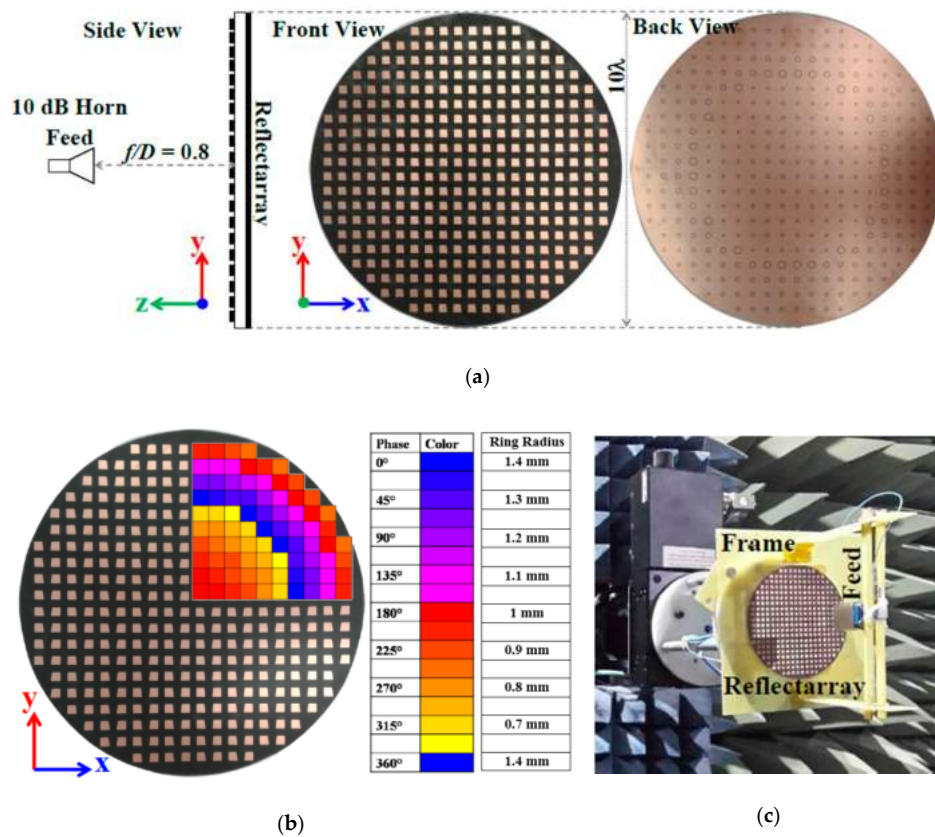 Side View
Front View
Back View
10 dB Horn
Feed
f/D = 0.8
Reflectarray
10λ
y
z
y
x
(a)
y
x
Phase Color Ring Radius
0° 1.4 mm
45° 1.3 mm
90° 1.2 mm
135° 1.1 mm
180° 1 mm
225° 0.9 mm
270° 0.8 mm
315° 0.7 mm
360° 1.4 mm
(b)
Frame
Feed
Reflectarray
(c)